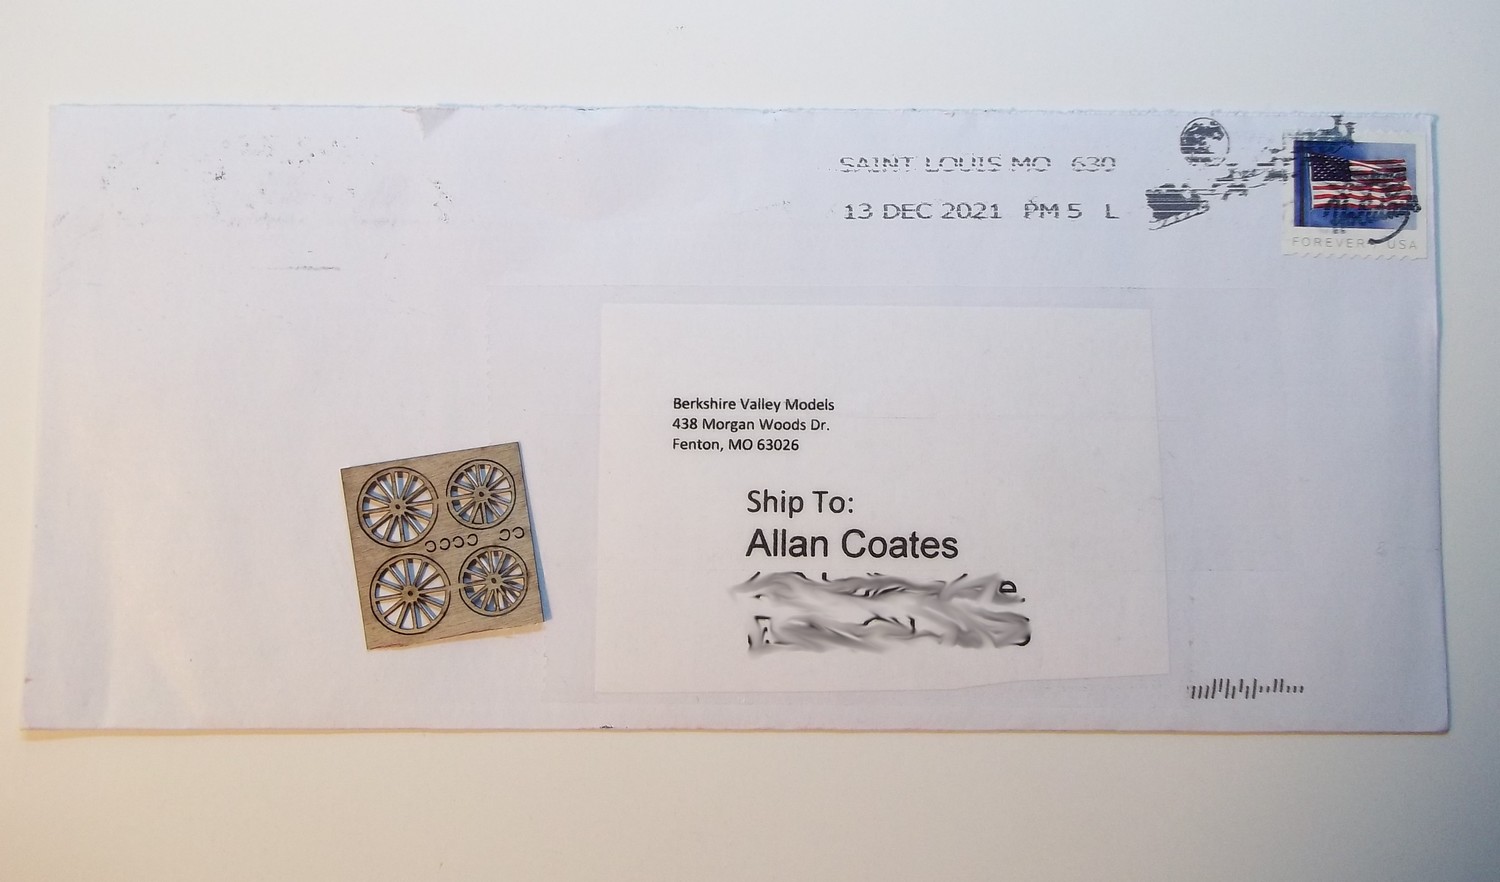 SAINT LOUIS MO 630
13 DEC 2021 PM 5 L
FOREVER / USA
Berkshire Valley Models
438 Morgan Woods Dr.
Fenton, MO 63026
Ship To:
Allan Coates